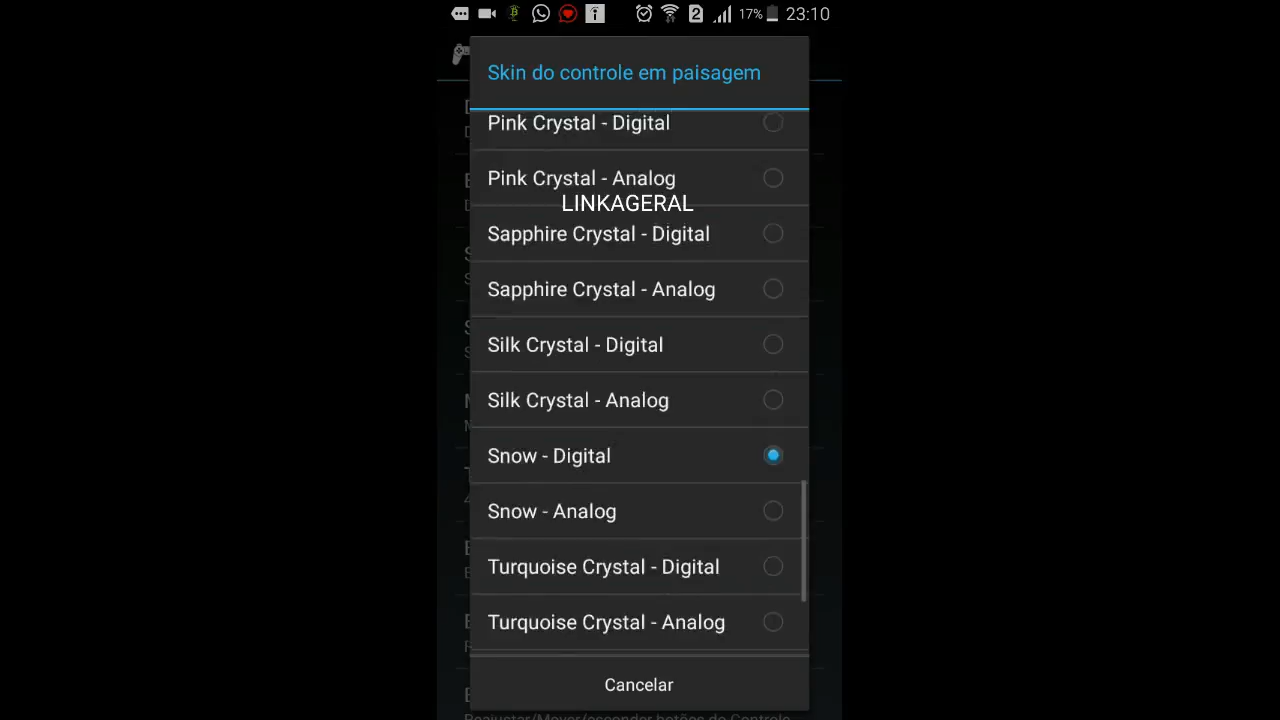 17% 23:10
Skin do controle em paisagem
Pink Crystal - Digital
Pink Crystal - Analog
LINKAGERAL
Sapphire Crystal - Digital
Sapphire Crystal - Analog
Silk Crystal - Digital
Silk Crystal - Analog
Snow - Digital
Snow - Analog
Turquoise Crystal - Digital
Turquoise Crystal - Analog
Cancelar